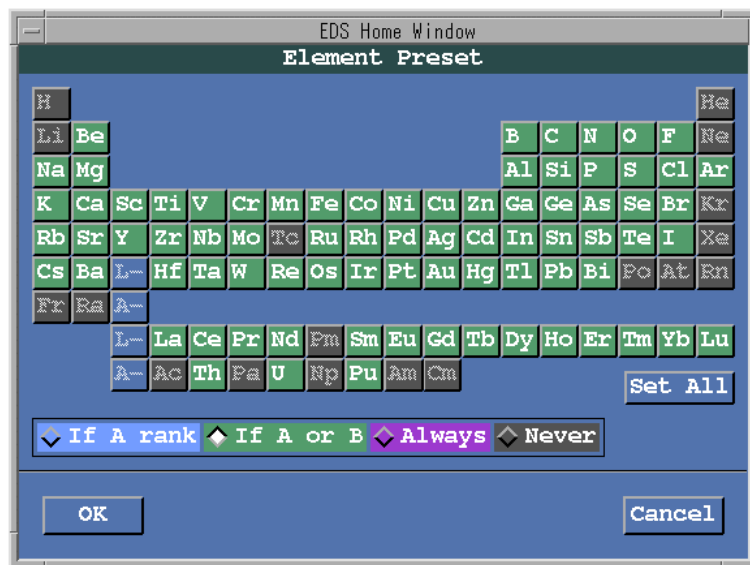 EDS Home Window
Element Preset
H He
Li Be B C N O F Ne
Na Mg Al Si P S Cl Ar
K Ca Sc Ti V Cr Mn Fe Co Ni Cu Zn Ga Ge As Se Br Kr
Rb Sr Y Zr Nb Mo Tc Ru Rh Pd Ag Cd In Sn Sb Te I Xe
Cs Ba L- Hf Ta W Re Os Ir Pt Au Hg Tl Pb Bi Po At Rn
Fr Ra A-
L- La Ce Pr Nd Pm Sm Eu Gd Tb Dy Ho Er Tm Yb Lu
A- Ac Th Pa U Np Pu Am Cm
Set All
If A rank If A or B Always Never
OK Cancel